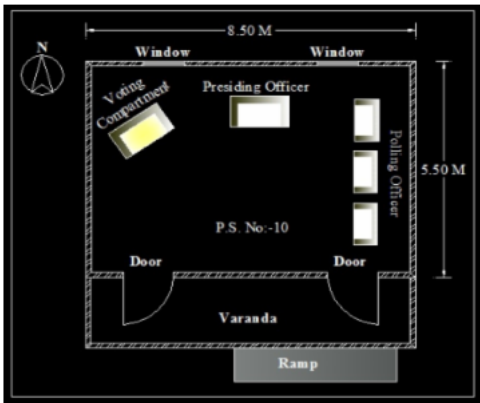 8.50 M
N
Window
Window
Voting
Compartment
Presiding Officer
Polling Officer
5.50 M
P.S. No:-10
Door
Door
Varanda
Ramp